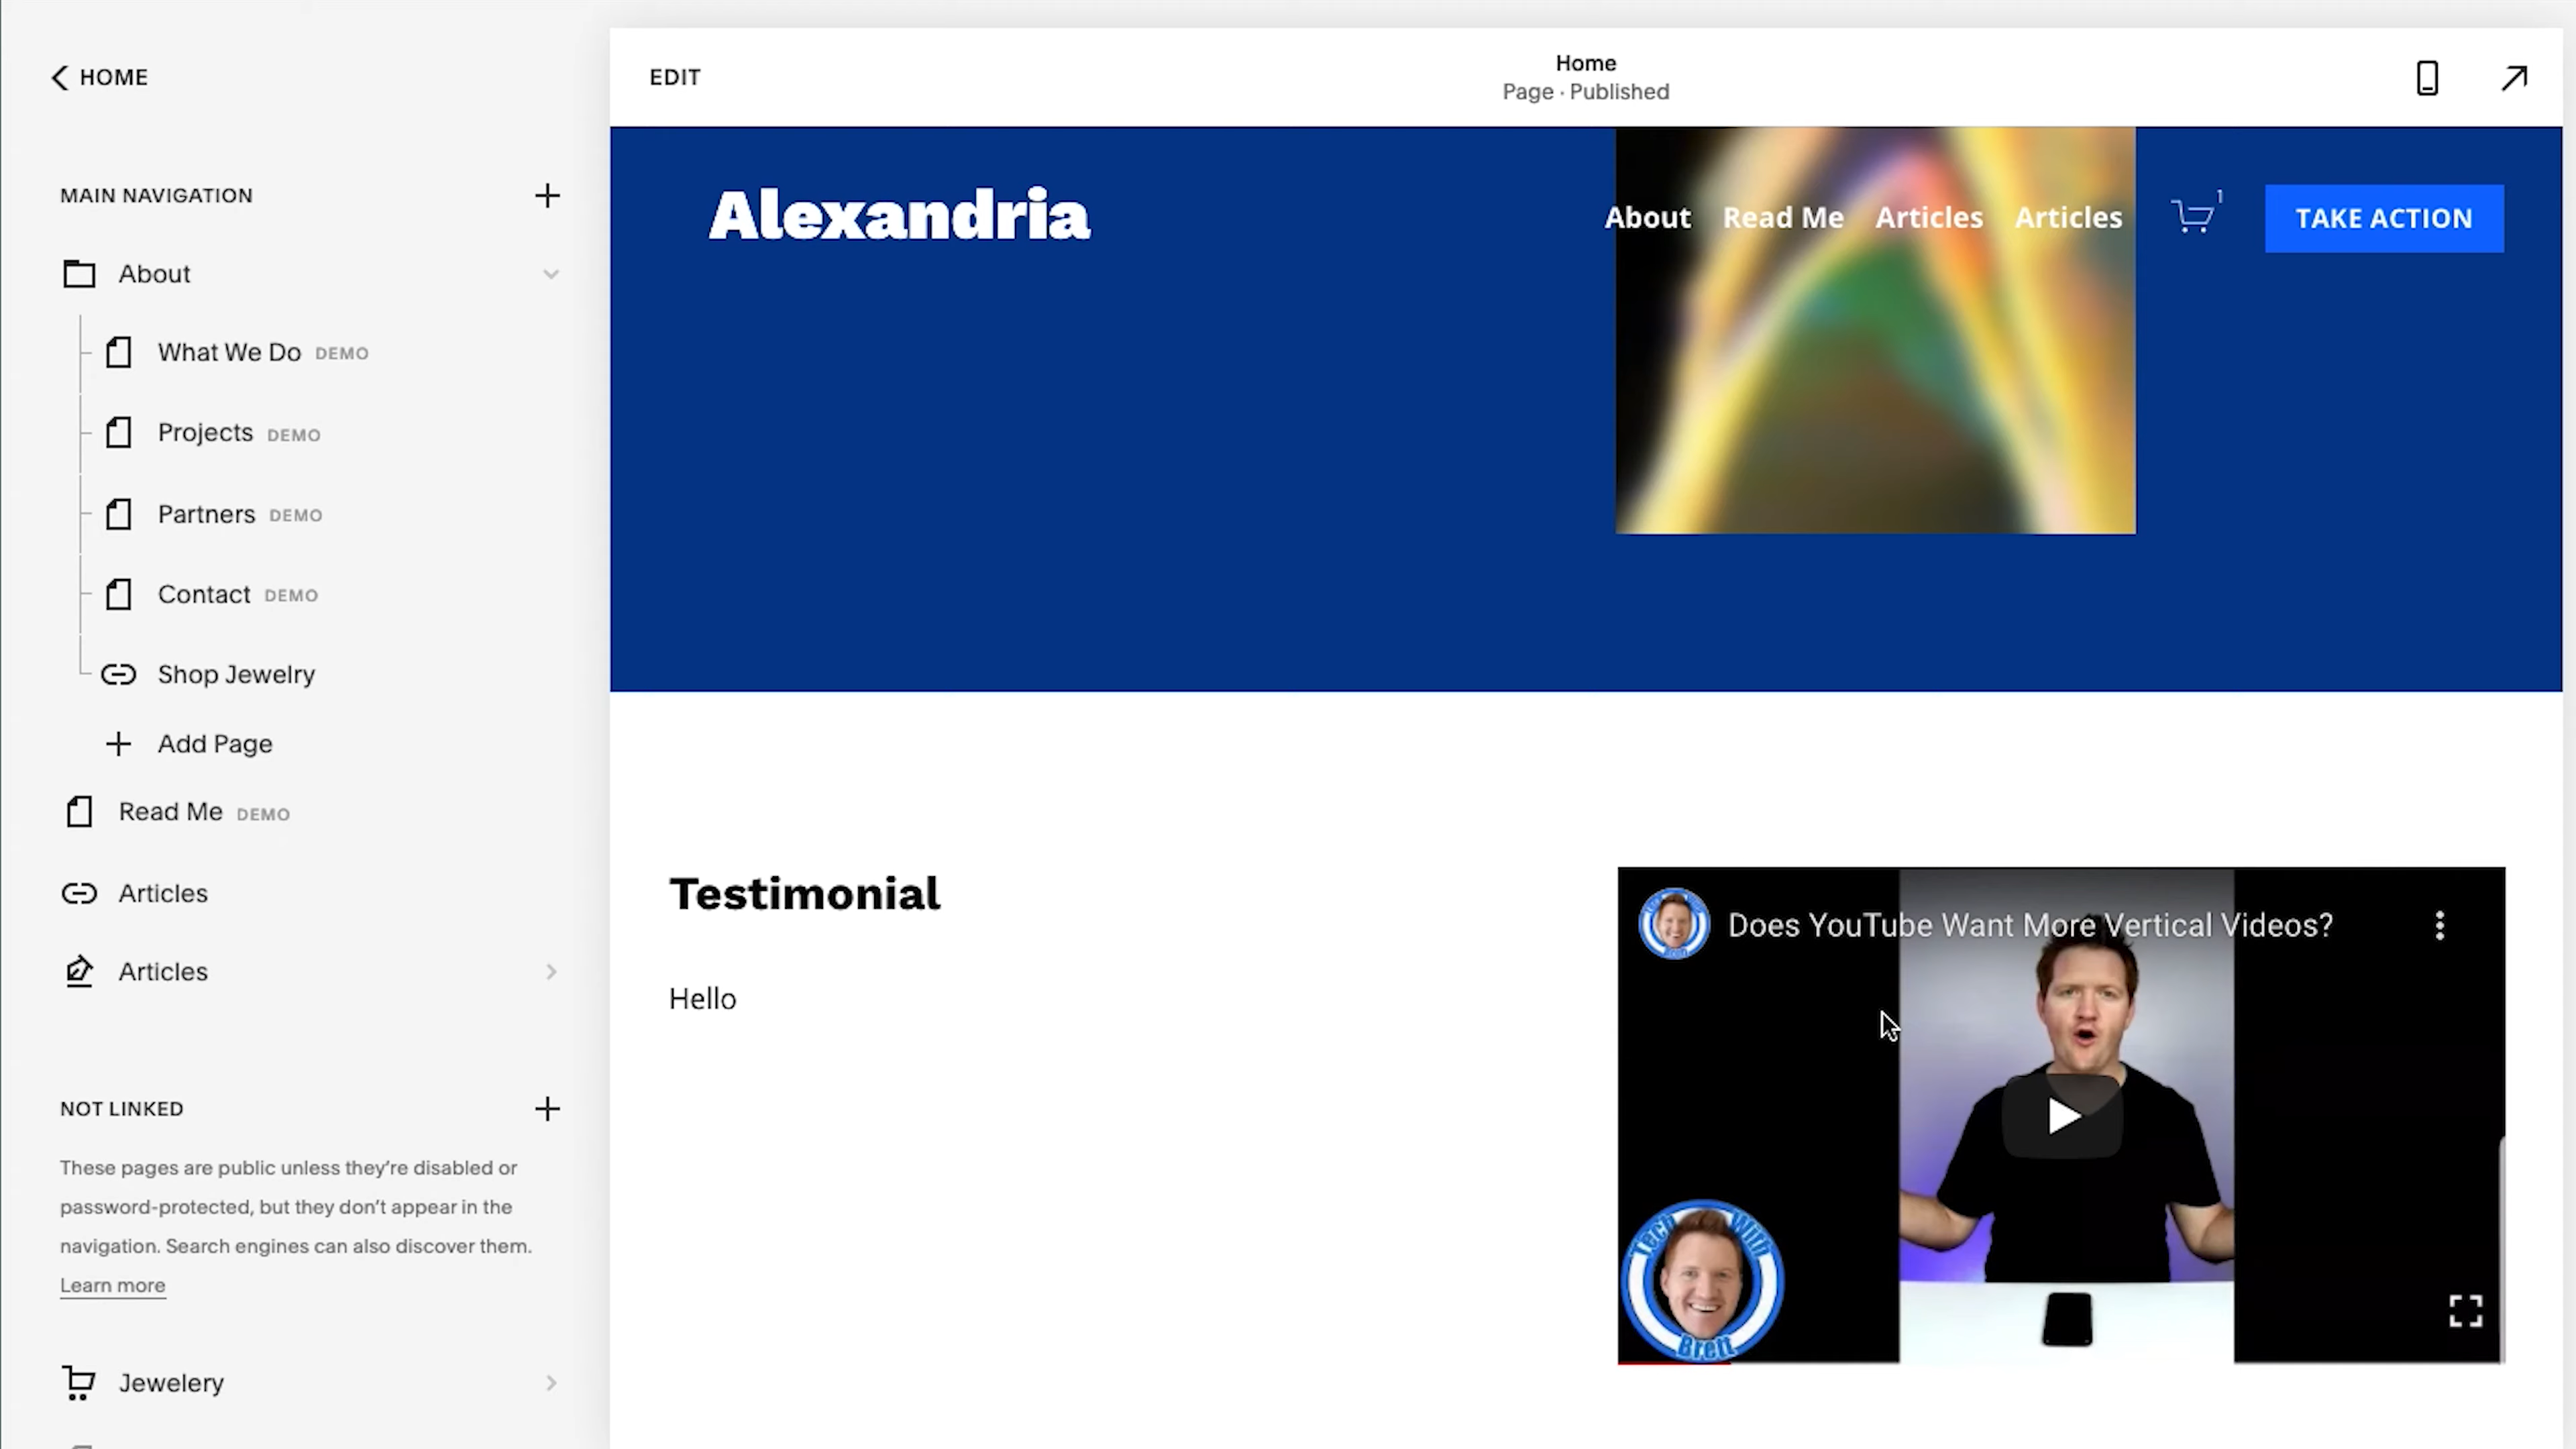 HOME
MAIN NAVIGATION
About
What We Do DEMO
Projects DEMO
Partners DEMO
Contact DEMO
Shop Jewelry
Add Page
Read Me DEMO
Articles
Articles
NOT LINKED
These pages are public unless they're disabled or
password-protected, but they don't appear in the
navigation. Search engines can also discover them.
Learn more
Jewelery
EDIT
Home
Page · Published
Alexandria
About Read Me Articles Articles
1
TAKE ACTION
Testimonial
Hello
Does YouTube Want More Vertical Videos?
Tech With
Brett